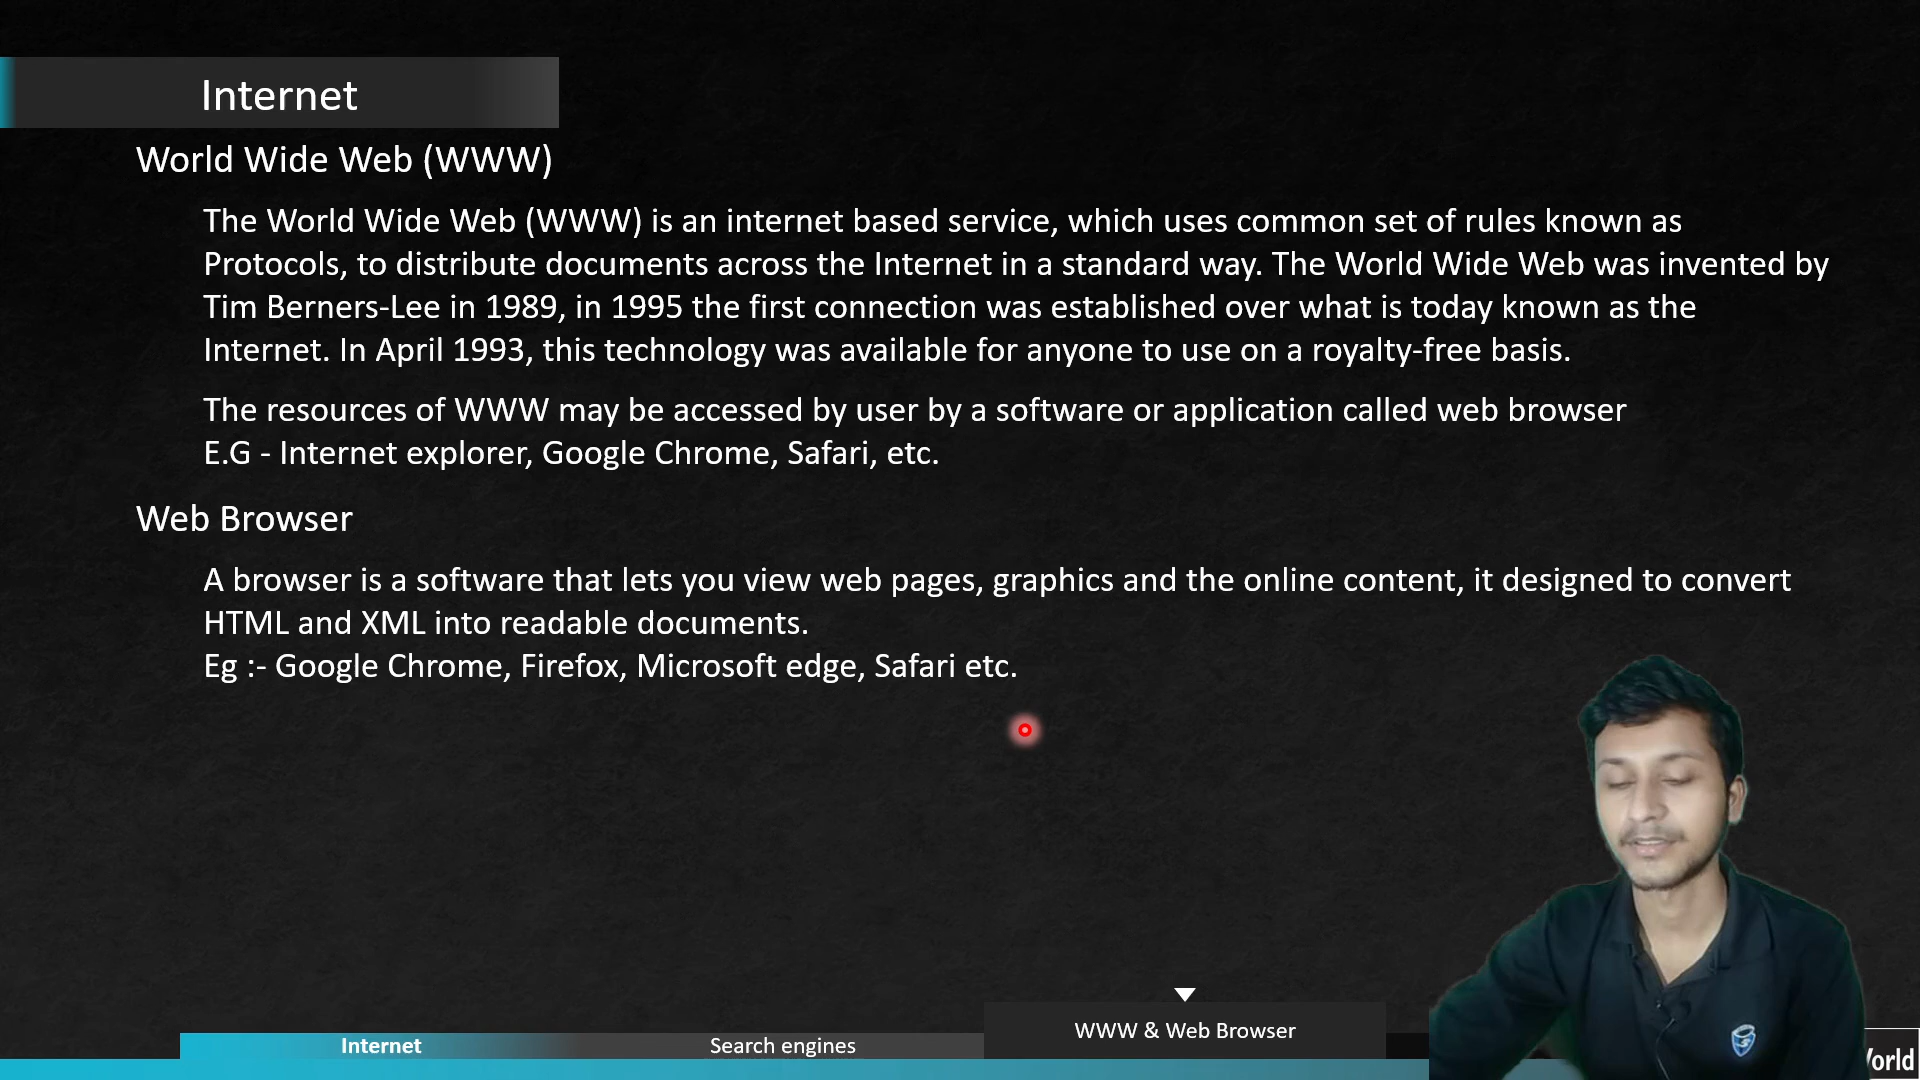 Internet
World Wide Web (WWW)
The World Wide Web (WWW) is an internet based service, which uses common set of rules known as
Protocols, to distribute documents across the Internet in a standard way. The World Wide Web was invented by
Tim Berners-Lee in 1989, in 1995 the first connection was established over what is today known as the
Internet. In April 1993, this technology was available for anyone to use on a royalty-free basis.
The resources of WWW may be accessed by user by a software or application called web browser
E.G - Internet explorer, Google Chrome, Safari, etc.
Web Browser
A browser is a software that lets you view web pages, graphics and the online content, it designed to convert
HTML and XML into readable documents.
Eg :- Google Chrome, Firefox, Microsoft edge, Safari etc.
Internet
Search engines
WWW & Web Browser